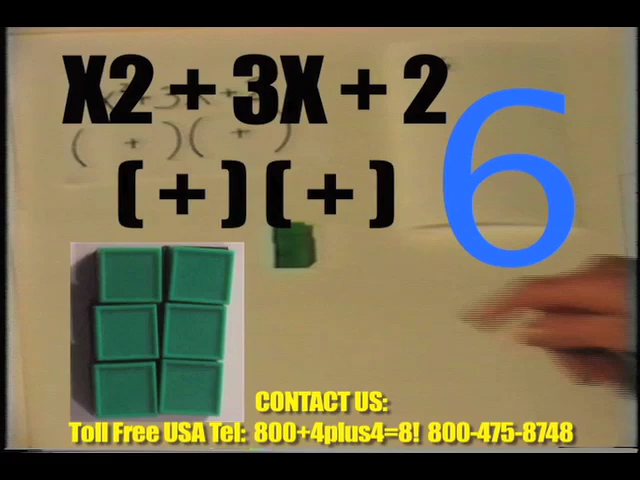 X2 + 3X + 2
6
( + ) ( + )
( + ) ( + )
CONTACT US:
Toll Free USA Tel: 800+4plus4=8! 800-475-8748